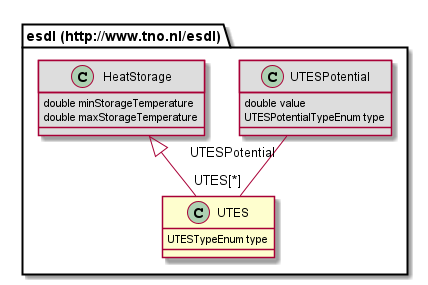 esdl (http://www.tno.nl/esdl)
C HeatStorage
double minStorageTemperature
double maxStorageTemperature
C UTESPotential
double value
UTESPotentialTypeEnum type
UTESPotential
UTES[*]
C UTES
UTESTypeEnum type